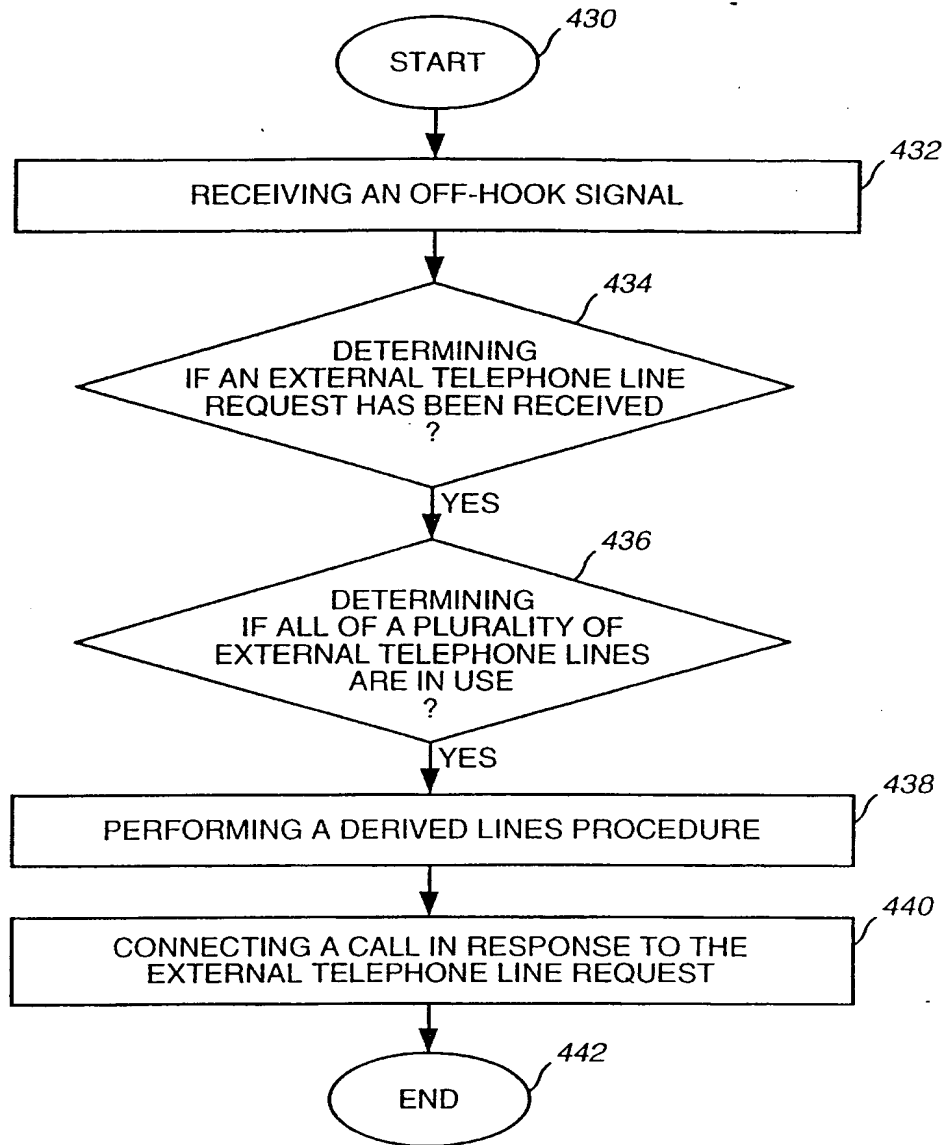 430
START
432
RECEIVING AN OFF-HOOK SIGNAL
434
DETERMINING
IF AN EXTERNAL TELEPHONE LINE
REQUEST HAS BEEN RECEIVED
?
YES
436
DETERMINING
IF ALL OF A PLURALITY OF
EXTERNAL TELEPHONE LINES
ARE IN USE
?
YES
438
PERFORMING A DERIVED LINES PROCEDURE
440
CONNECTING A CALL IN RESPONSE TO THE
EXTERNAL TELEPHONE LINE REQUEST
442
END